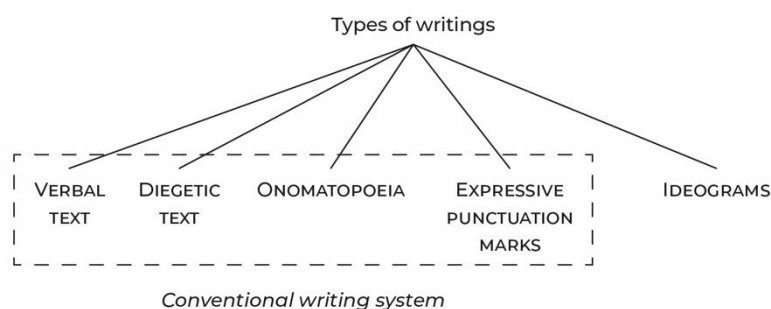 Types of writings
VERBAL TEXT
DIEGETIC TEXT
ONOMATOPOEIA
EXPRESSIVE PUNCTUATION MARKS
IDEOGRAMS
Conventional writing system